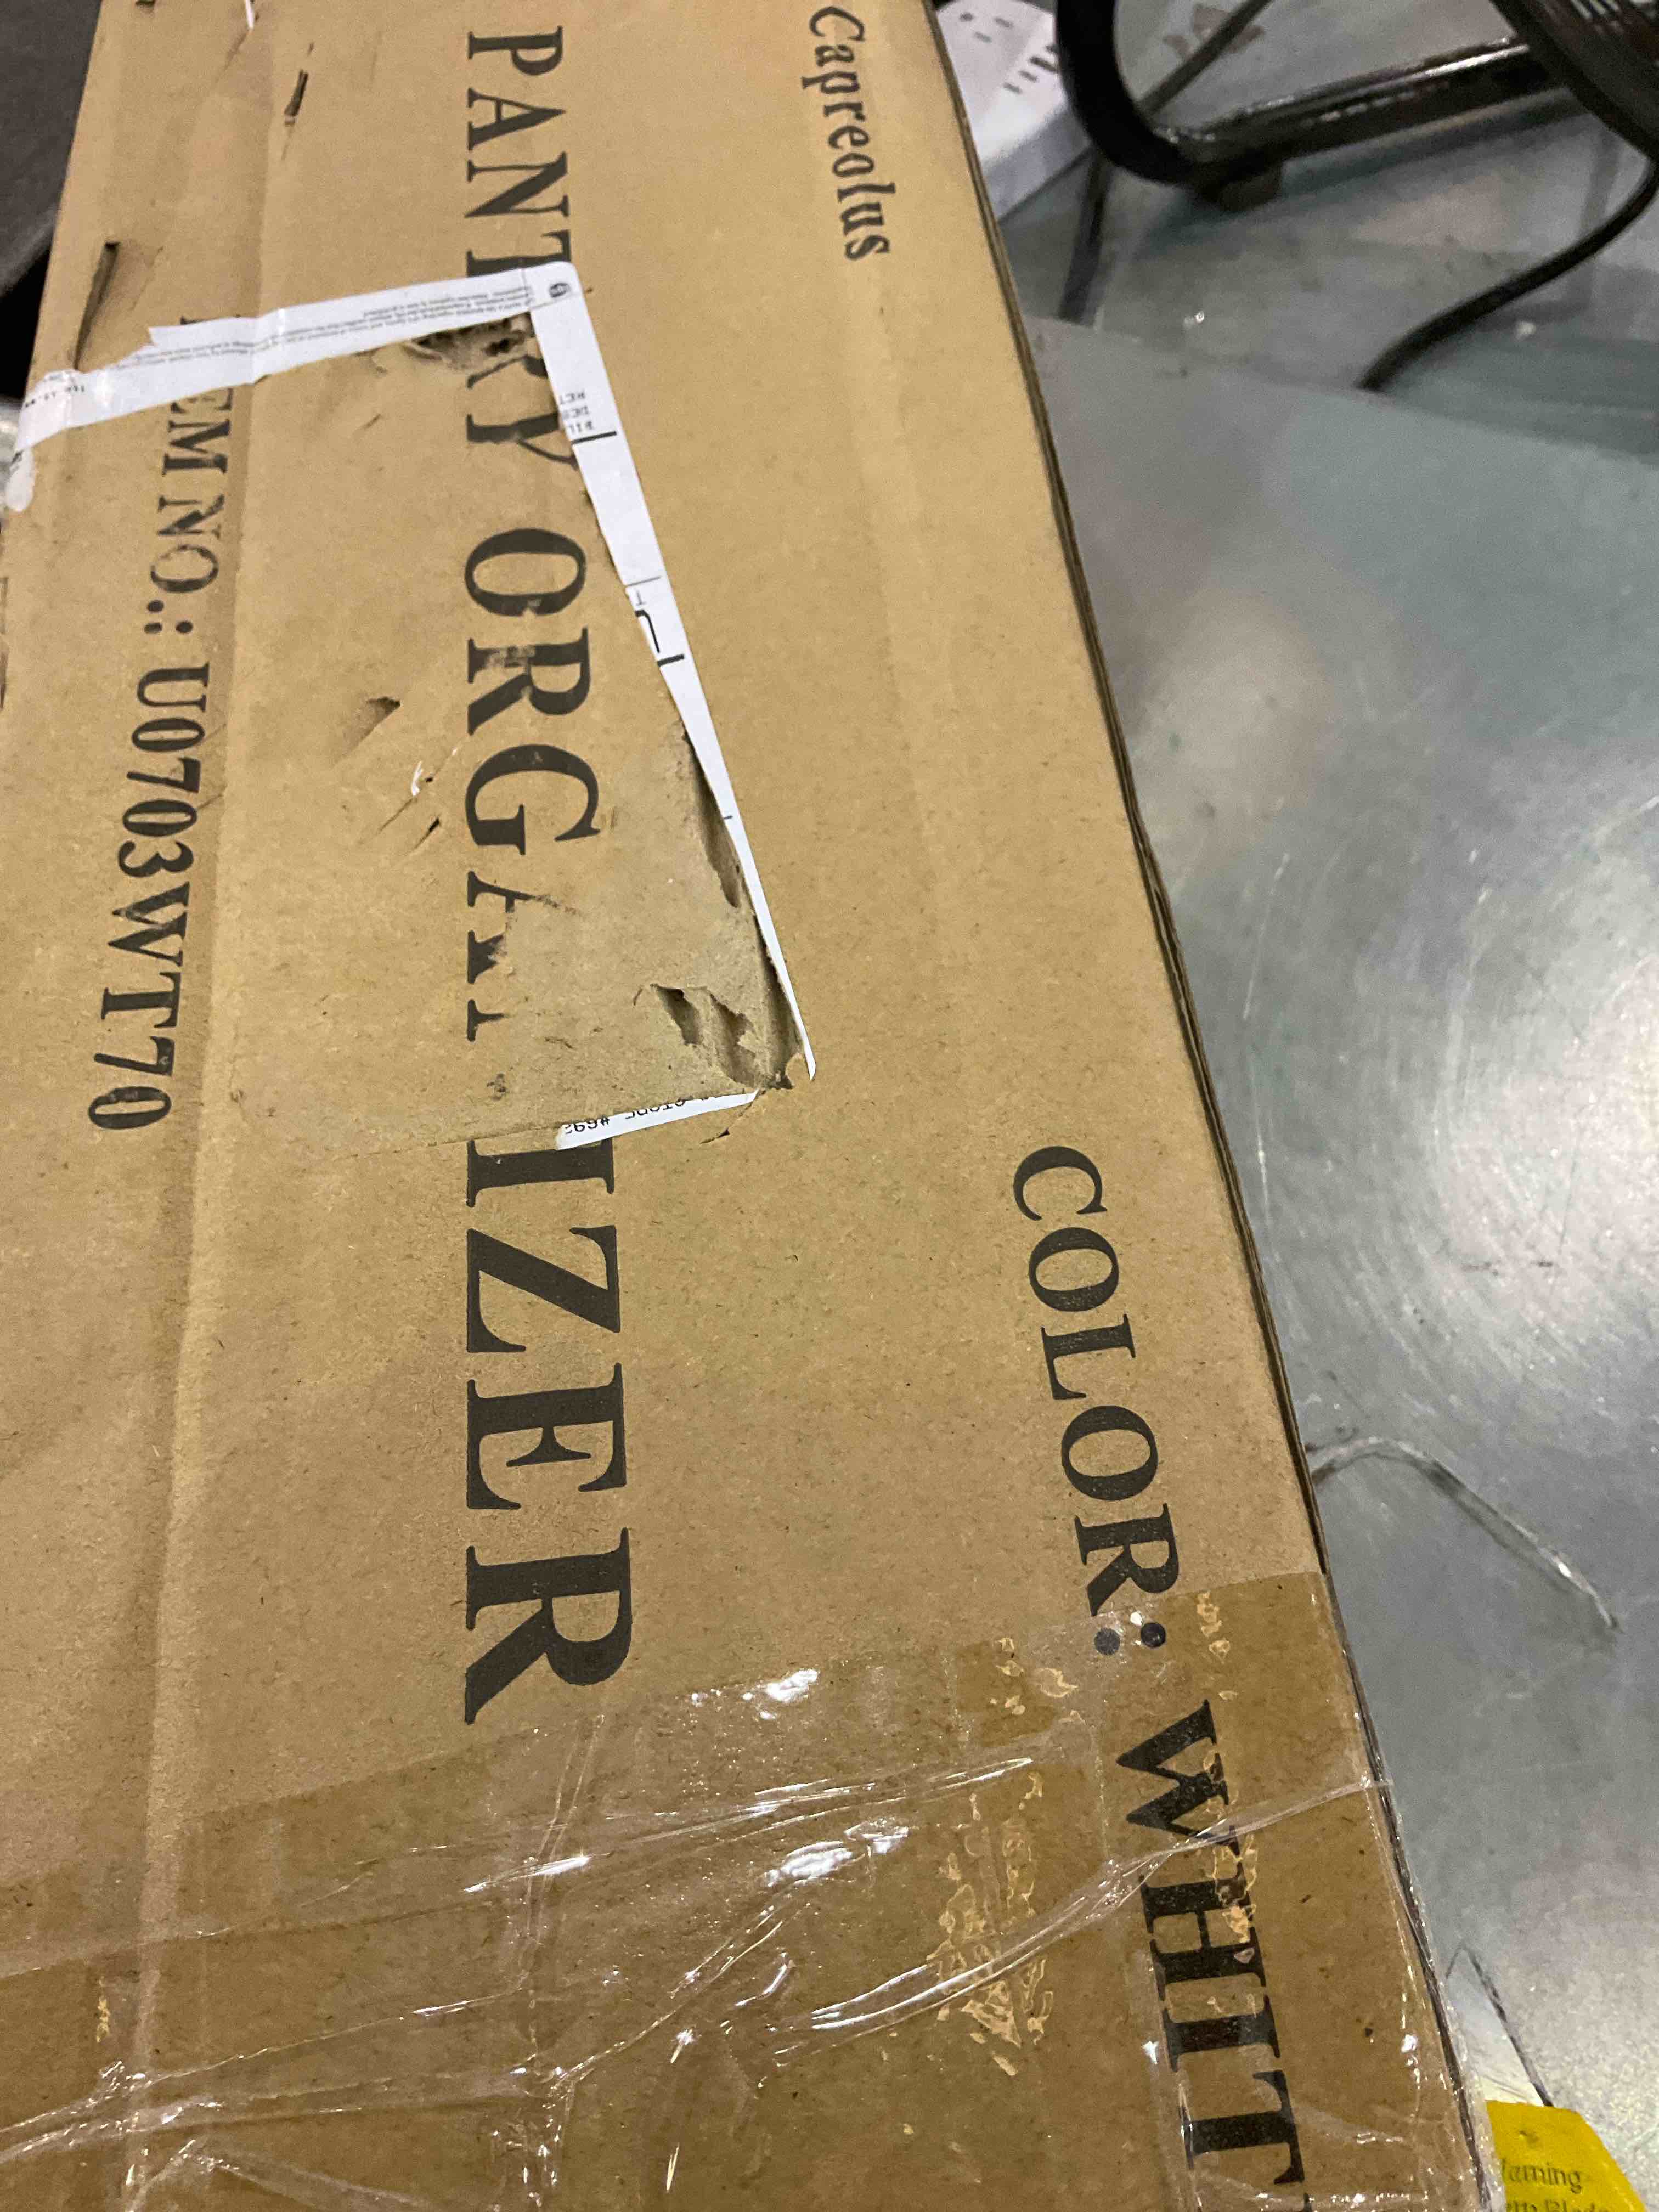 Capreolus
COLOR: WHIT
PANTRY ORGANIZER
EM NO.: U0703WT70